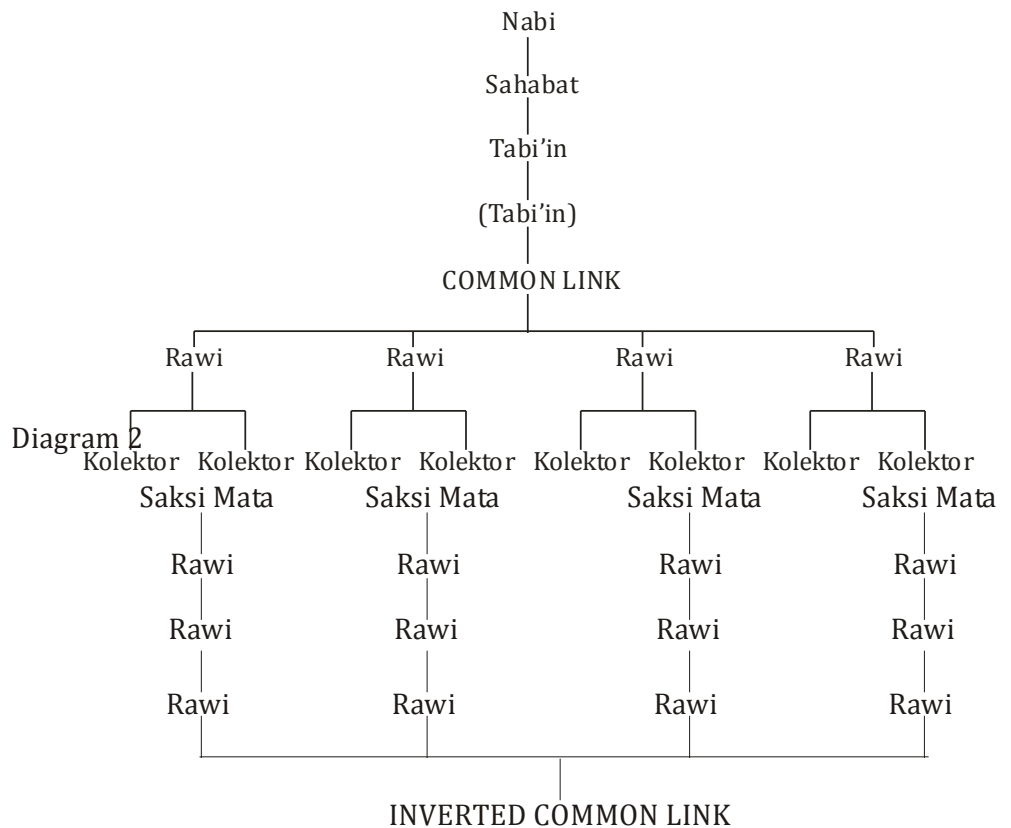 Nabi
Sahabat
Tabi’in
(Tabi’in)
COMMON LINK
Rawi Rawi Rawi Rawi
Diagram 2
Kolektor Kolektor Kolektor Kolektor Kolektor Kolektor Kolektor Kolektor
Saksi Mata Saksi Mata Saksi Mata Saksi Mata
Rawi Rawi Rawi Rawi
Rawi Rawi Rawi Rawi
Rawi Rawi Rawi Rawi
INVERTED COMMON LINK